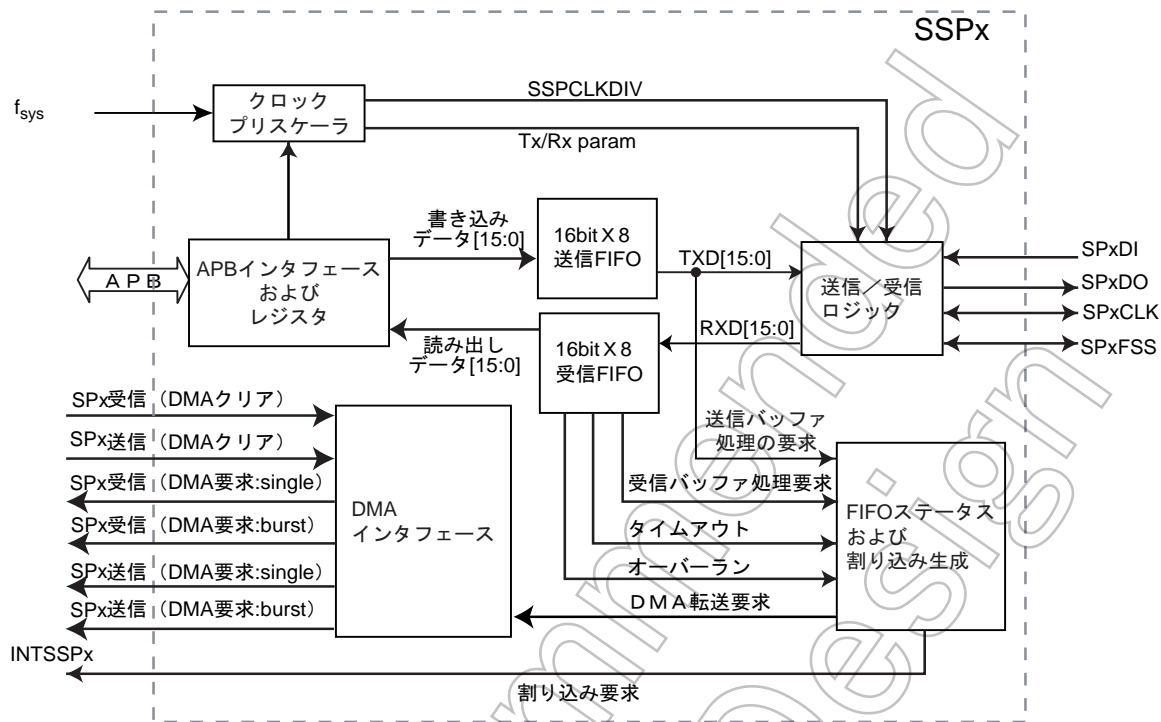 SSPx
fsys
クロック
プリスケーラ
SSPCLKDIV
Tx/Rx param
書き込み
データ[15:0]
16bit X 8
送信FIFO
TXD[15:0]
APB
APBインタフェース
および
レジスタ
送信／受信
ロジック
SPxDI
SPxDO
SPxCLK
SPxFSS
読み出し
データ[15:0]
16bit X 8
受信FIFO
RXD[15:0]
SPx受信（DMAクリア）
SPx送信（DMAクリア）
SPx受信（DMA要求:single）
SPx受信（DMA要求:burst）
SPx送信（DMA要求:single）
SPx送信（DMA要求:burst）
DMA
インタフェース
送信バッファ
処理の要求
受信バッファ処理要求
タイムアウト
オーバーラン
ＤＭＡ転送要求
FIFOステータス
および
割り込み生成
INTSSPx
割り込み要求
mmended
Design